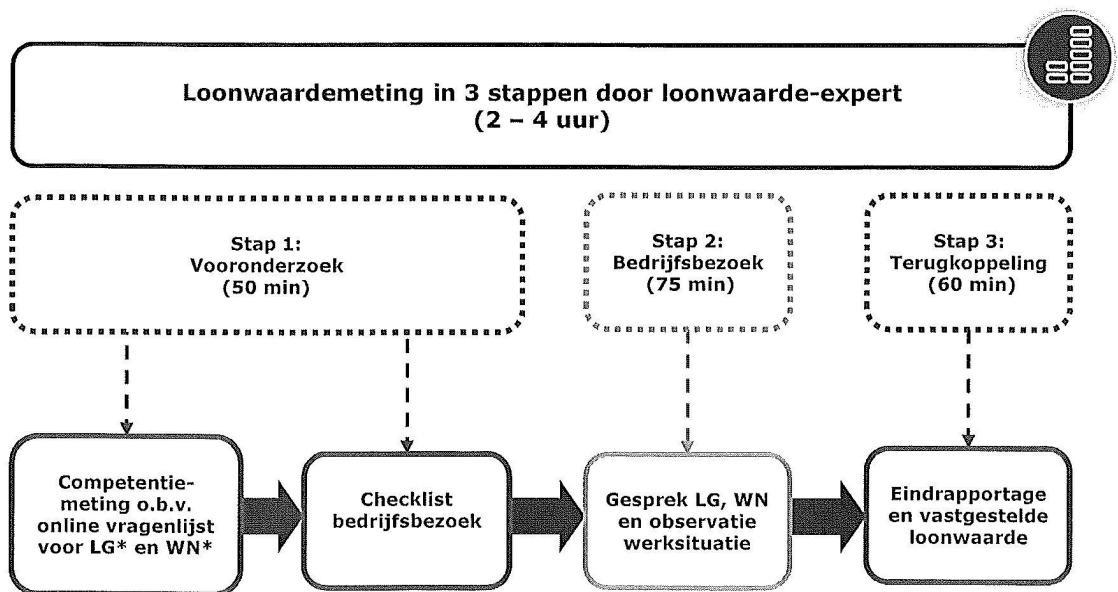 Loonwaardemeting in 3 stappen door loonwaarde-expert
(2 – 4 uur)
Stap 1:
Vooronderzoek
(50 min)
Stap 2:
Bedrijfsbezoek
(75 min)
Stap 3:
Terugkoppeling
(60 min)
Competentie-
meting o.b.v.
online vragenlijst
voor LG* en WN*
Checklist
bedrijfsbezoek
Gesprek LG, WN
en observatie
werksituatie
Eindrapportage
en vastgestelde
loonwaarde